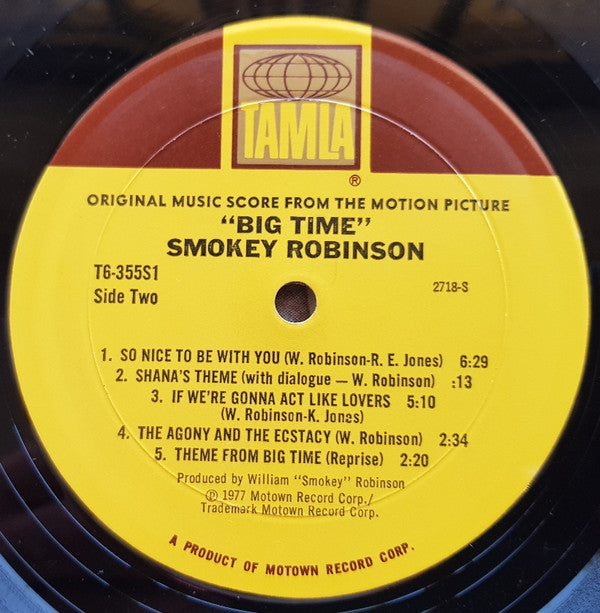 TAMLA
®
ORIGINAL MUSIC SCORE FROM THE MOTION PICTURE
"BIG TIME"
SMOKEY ROBINSON
T6-355S1
2718-S
Side Two
1. SO NICE TO BE WITH YOU (W. Robinson-R. E. Jones) 6:29
2. SHANA'S THEME (with dialogue — W. Robinson) :13
3. IF WE'RE GONNA ACT LIKE LOVERS 5:10
(W. Robinson-K. Jones)
4. THE AGONY AND THE ECSTACY (W. Robinson) 2:34
5. THEME FROM BIG TIME (Reprise) 2:20
Produced by William "Smokey" Robinson
℗ 1977 Motown Record Corp./
Trademark Motown Record Corp.
A PRODUCT OF MOTOWN RECORD CORP.